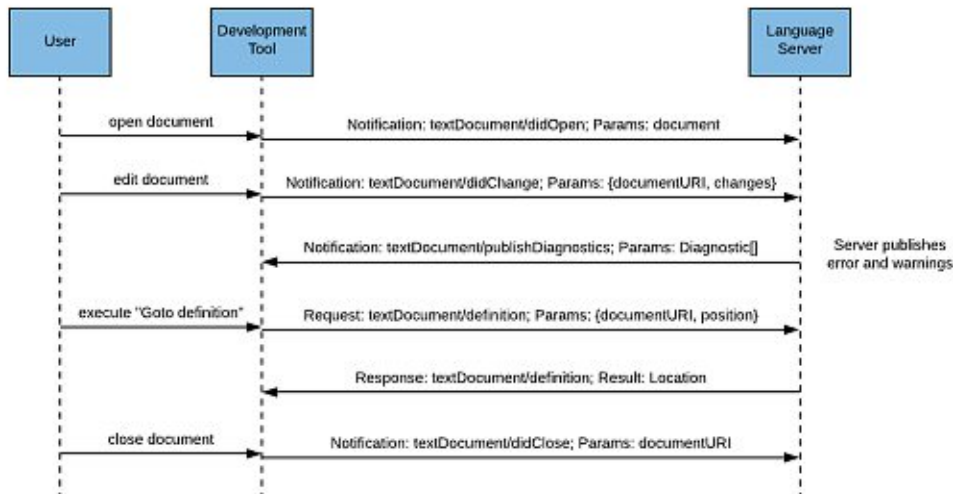 User
Development
Tool
Language
Server
open document
Notification: textDocument/didOpen; Params: document
edit document
Notification: textDocument/didChange; Params: {documentURI, changes}
Notification: textDocument/publishDiagnostics; Params: Diagnostic[]
Server publishes
error and warnings
execute "Goto definition"
Request: textDocument/definition; Params: {documentURI, position}
Response: textDocument/definition; Result: Location
close document
Notification: textDocument/didClose; Params: documentURI